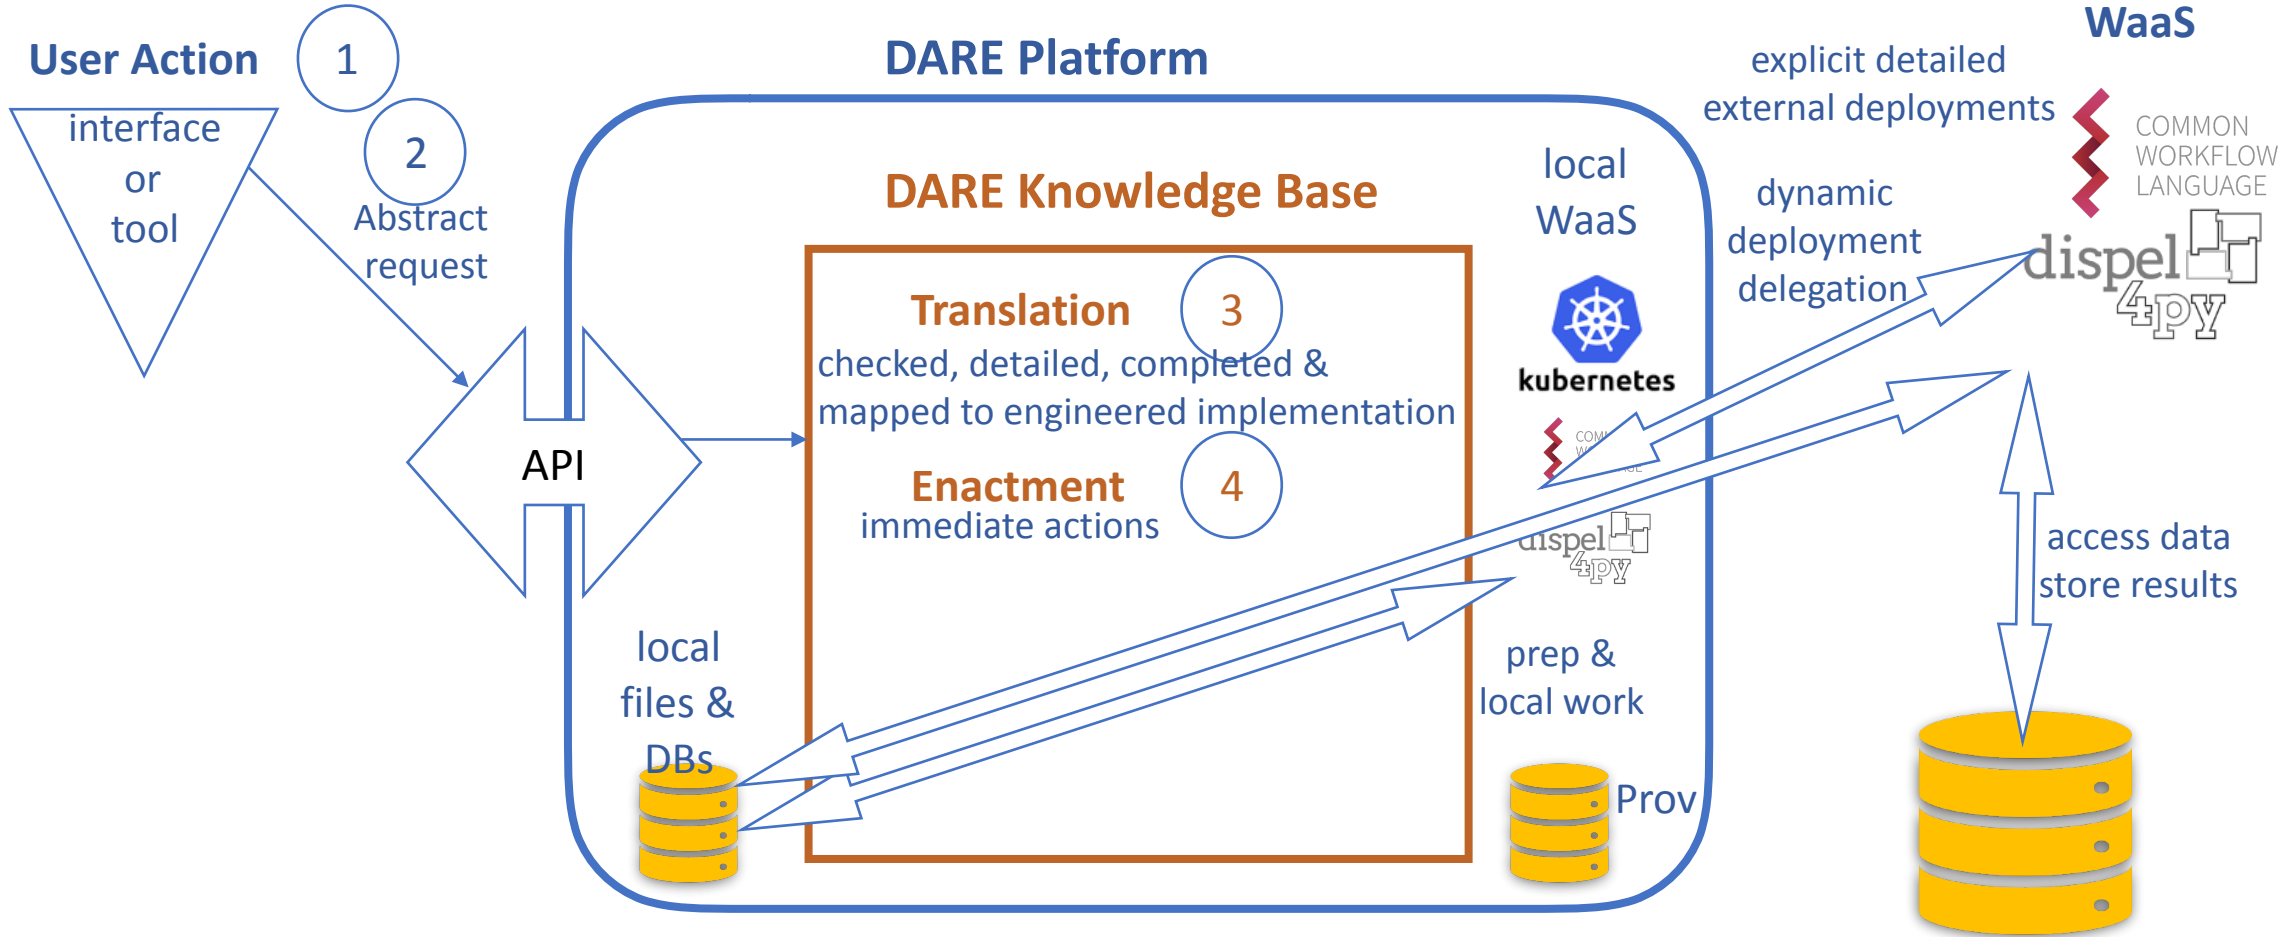 User Action
1
interface
or
tool
2
Abstract
request
API
DARE Platform
DARE Knowledge Base
Translation
3
checked, detailed, completed &
mapped to engineered implementation
Enactment
4
immediate actions
local
files &
DBs
local
WaaS
kubernetes
dispel
4py
prep &
local work
Prov
WaaS
explicit detailed
external deployments
COMMON
WORKFLOW
LANGUAGE
dynamic
deployment
delegation
dispel
4py
access data
store results